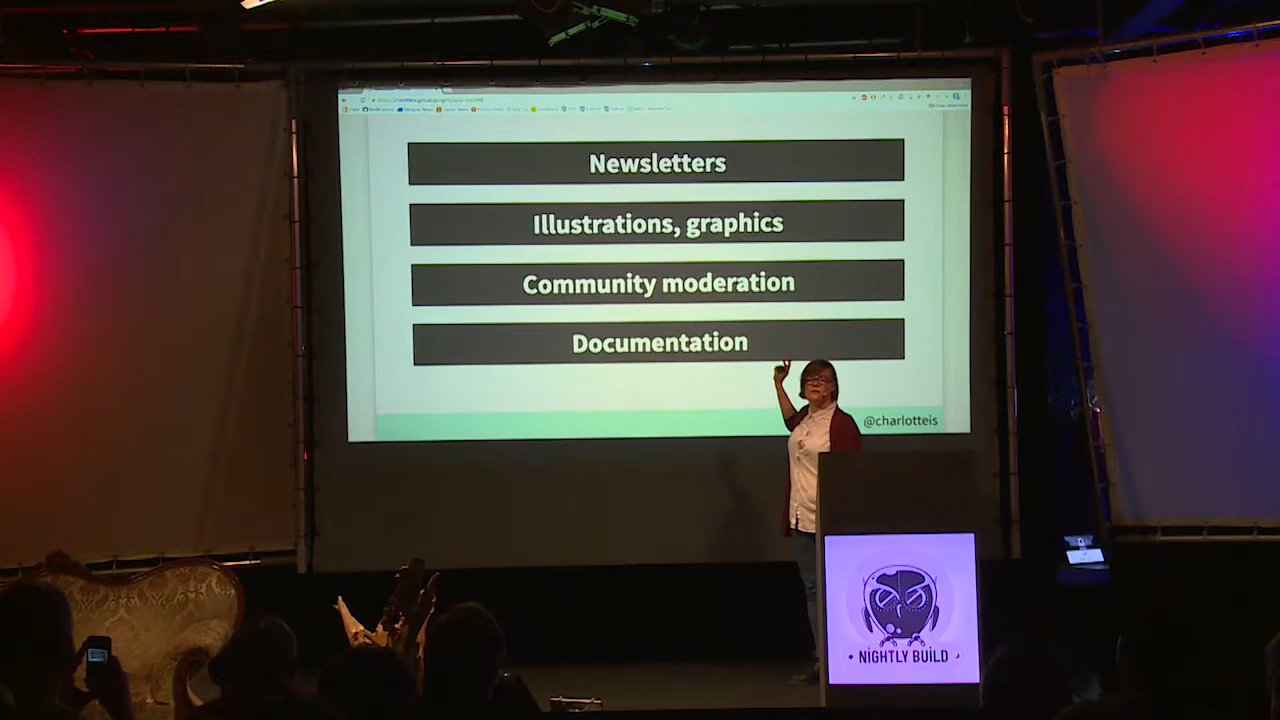 Newsletters
Illustrations, graphics
Community moderation
Documentation
@charlotteis
• NIGHTLY BUILD